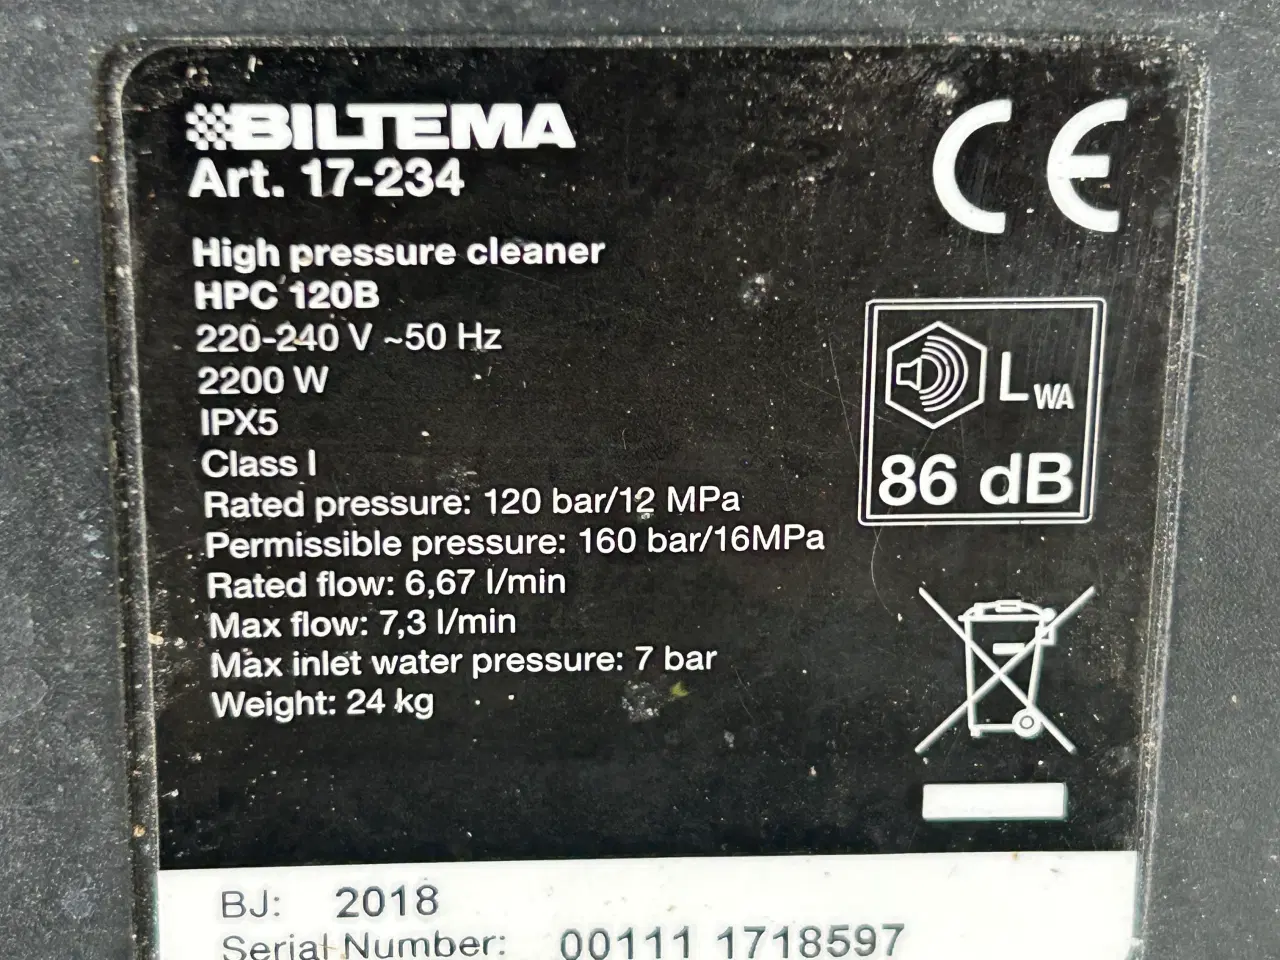 BILTEMA
Art. 17-234
CE
High pressure cleaner
HPC 120B
220-240 V ~50 Hz
2200 W
IPX5
Class I
Rated pressure: 120 bar/12 MPa
Permissible pressure: 160 bar/16MPa
Rated flow: 6,67 l/min
Max flow: 7,3 l/min
Max inlet water pressure: 7 bar
Weight: 24 kg
LWA
86 dB
BJ: 2018
Serial Number: 00111 1718597